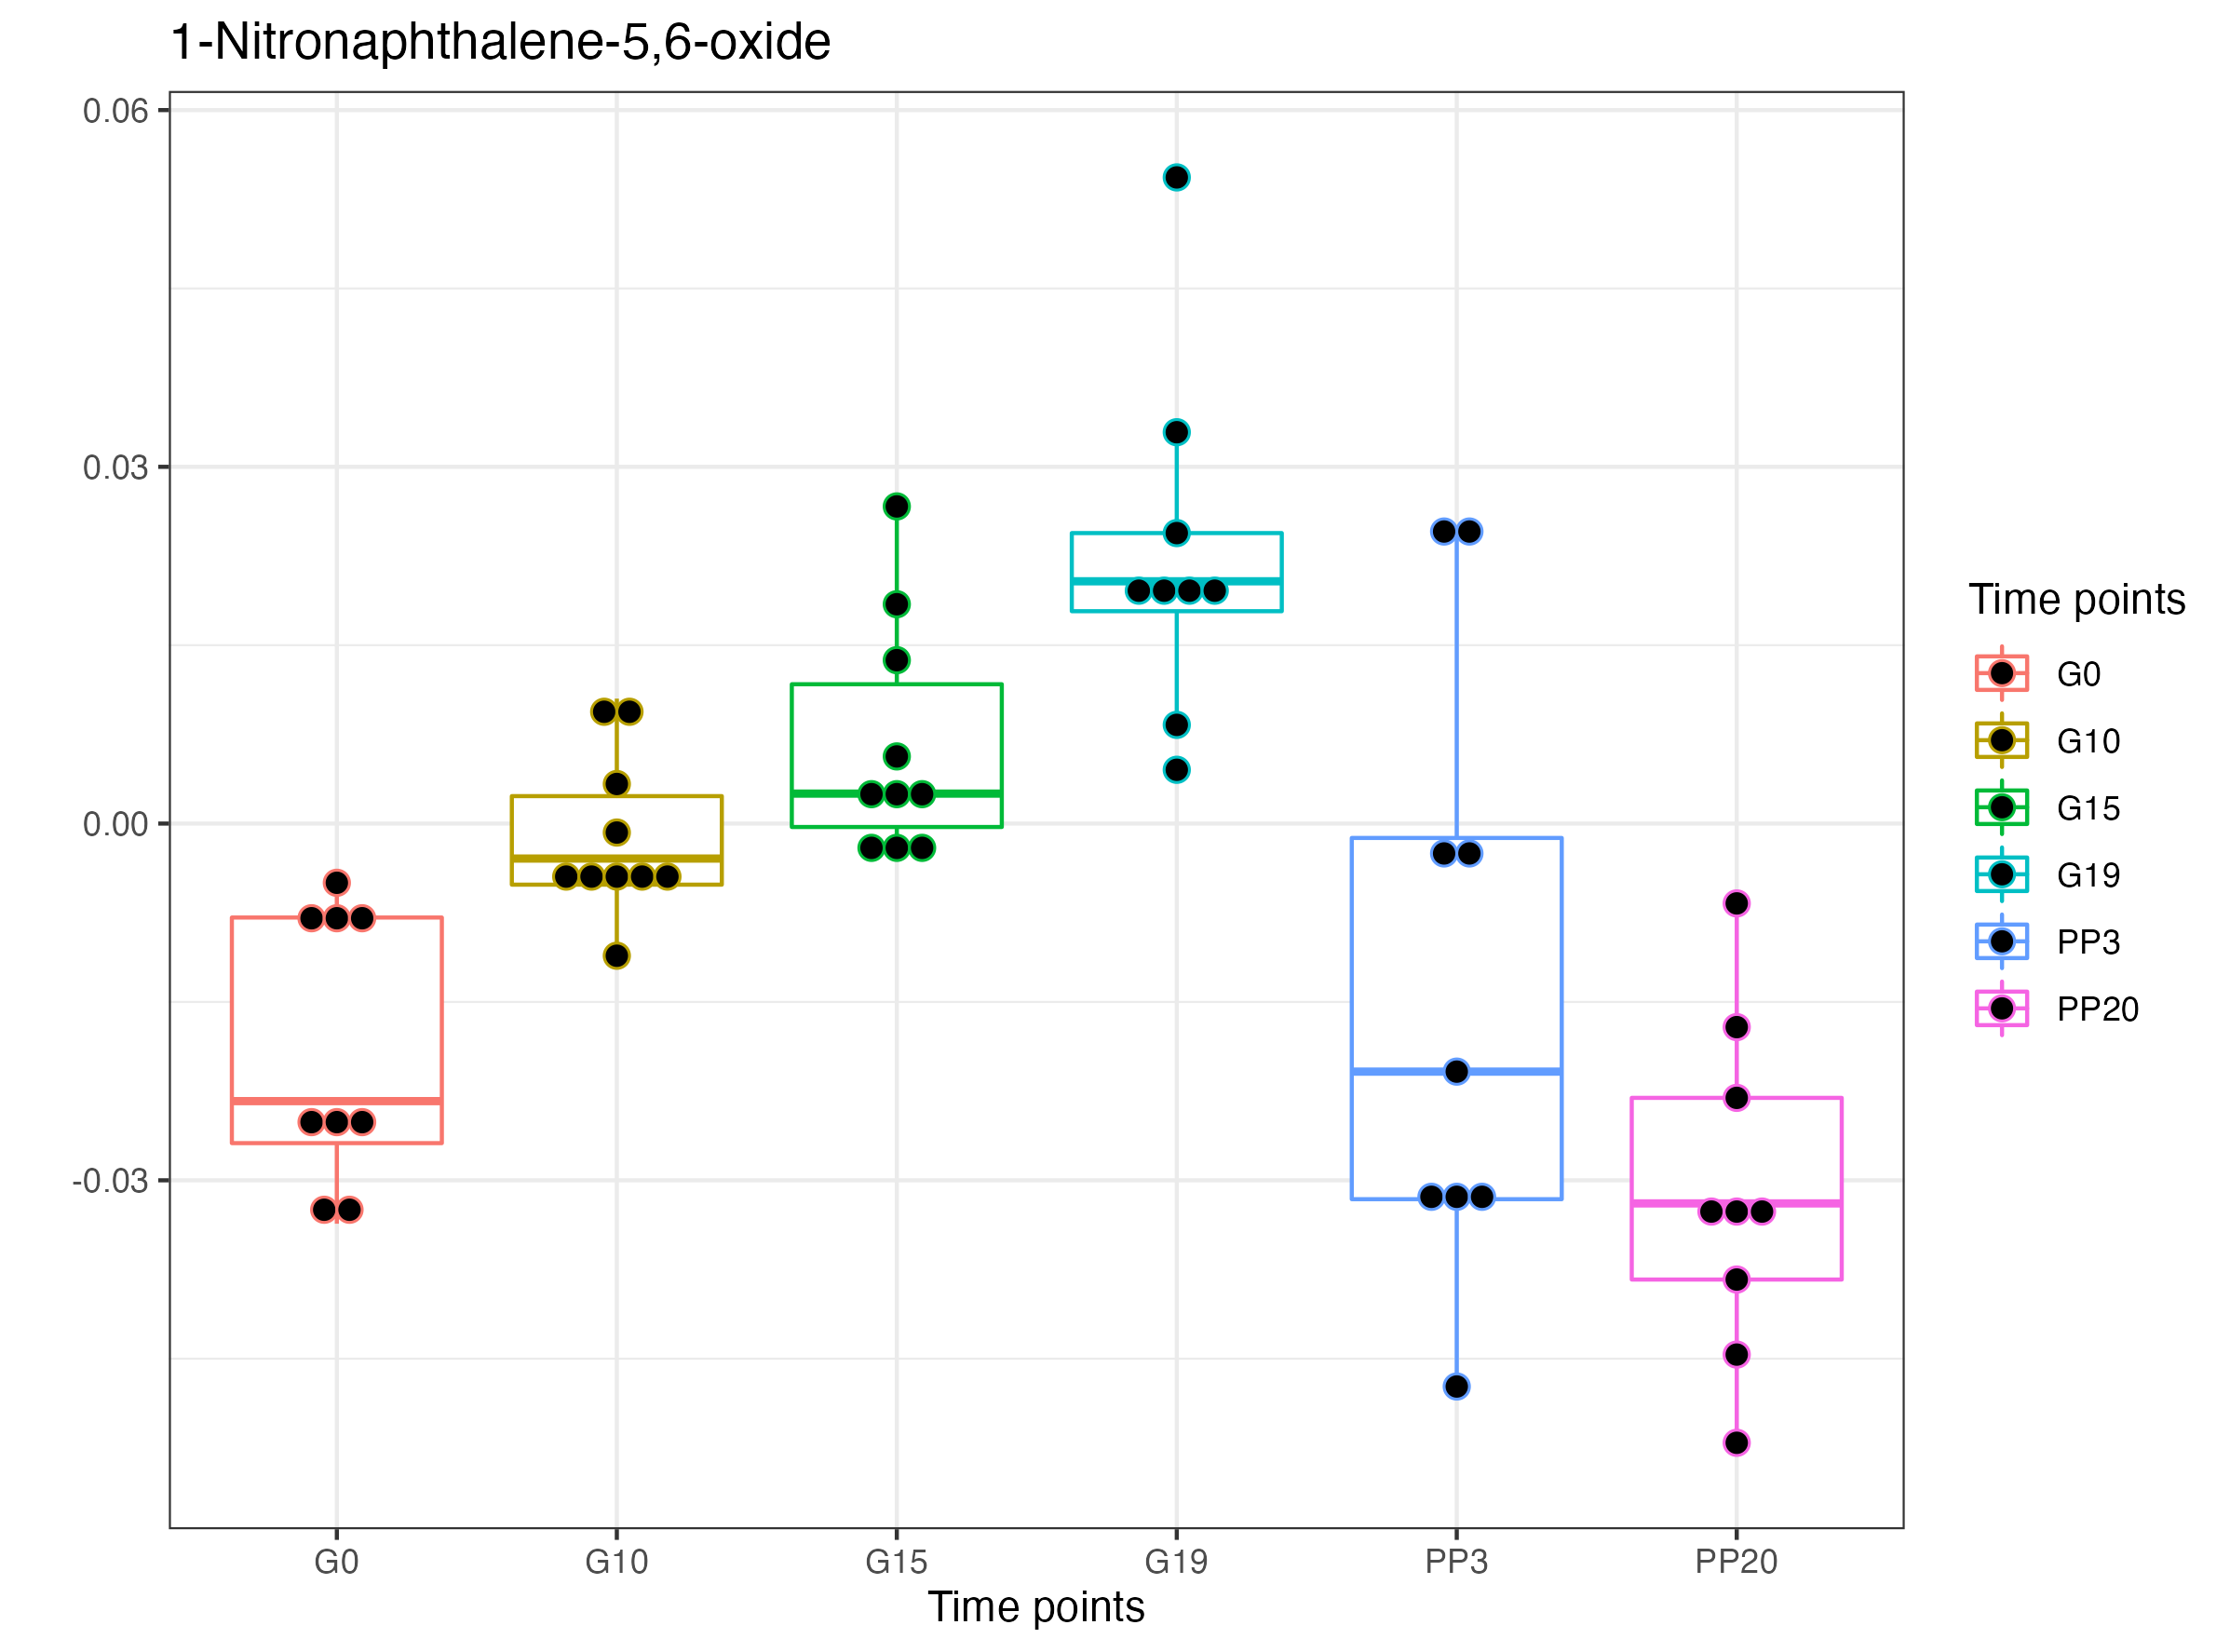 1-Nitronaphthalene-5,6-oxide
0.06
0.03
0.00
-0.03
G0 G10 G15 G19 PP3 PP20
Time points
Time points
G0
G10
G15
G19
PP3
PP20